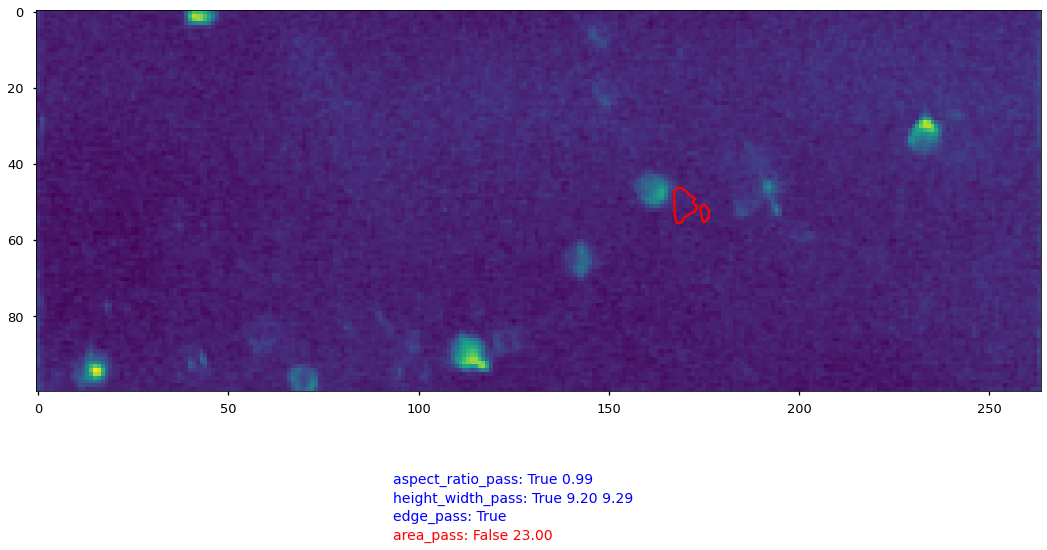 0
20
40
60
80
0 50 100 150 200 250
aspect_ratio_pass: True 0.99
height_width_pass: True 9.20 9.29
edge_pass: True
area_pass: False 23.00